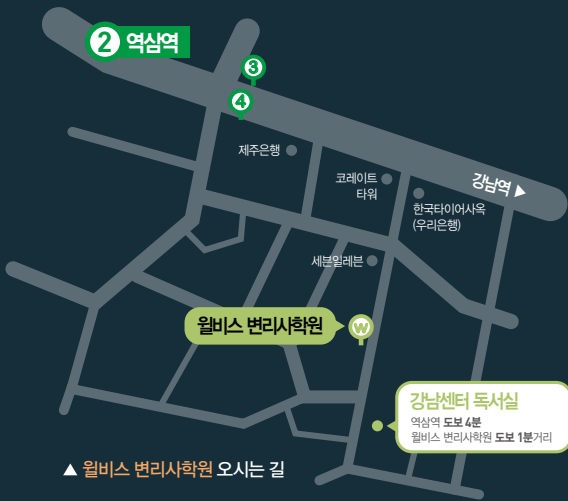 2 역삼역
3
4
제주은행
코레이트
타워
강남역 ▶
한국타이어사옥
(우리은행)
세븐일레븐
윌비스 변리사학원
W
강남센터 독서실
역삼역 도보 4분
윌비스 변리사학원 도보 1분거리
▲ 윌비스 변리사학원 오시는 길